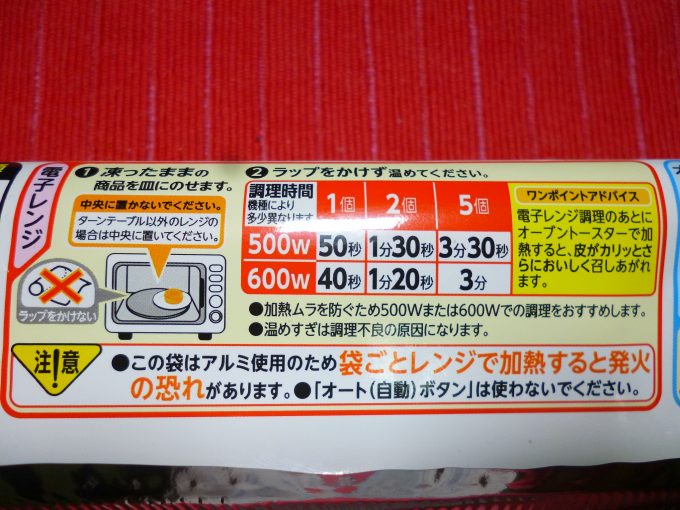 電子レンジ
❶凍ったままの
商品を皿にのせます。
中央に置かないでください。
ターンテーブル以外のレンジの
場合は中央に置いてください。
ラップをかけない
❷ラップをかけず温めてください。
調理時間
機種により
多少異なります
1個 2個 5個
500W 50秒 1分30秒 3分30秒
600W 40秒 1分20秒 3分
ワンポイントアドバイス
電子レンジ調理のあとに
オーブントースターで加
熱すると、皮がカリッとさ
らにおいしく召しあがれ
ます。
●加熱ムラを防ぐため500Wまたは600Wでの調理をおすすめします。
●温めすぎは調理不良の原因になります。
注!意
●この袋はアルミ使用のため袋ごとレンジで加熱すると発火
の恐れがあります。●「オート(自動)ボタン」は使わないでください。